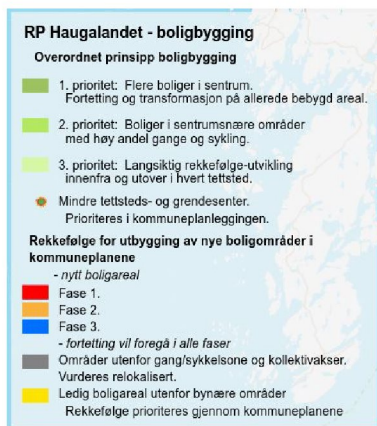 RP Haugalandet - boligbygging
Overordnet prinsipp boligbygging
1. prioritet: Flere boliger i sentrum.
Fortetting og transformasjon på allerede bebygd areal.
2. prioritet: Boliger i sentrumsnære områder
med høy andel gange og sykling.
3. prioritet: Langsiktig rekkefølge-utvikling
innenfra og utover i hvert tettsted.
Mindre tettsteds- og grendesenter.
Prioriteres i kommuneplanleggingen.
Rekkefølge for utbygging av nye boligområder i
kommuneplanene
- nytt boligareal
Fase 1.
Fase 2.
Fase 3.
- fortetting vil foregå i alle faser
Områder utenfor gang/sykkelsone og kollektivakser.
Vurderes relokalisert.
Ledig boligareal utenfor bynære områder
Rekkefølge prioriteres gjennom kommuneplanene